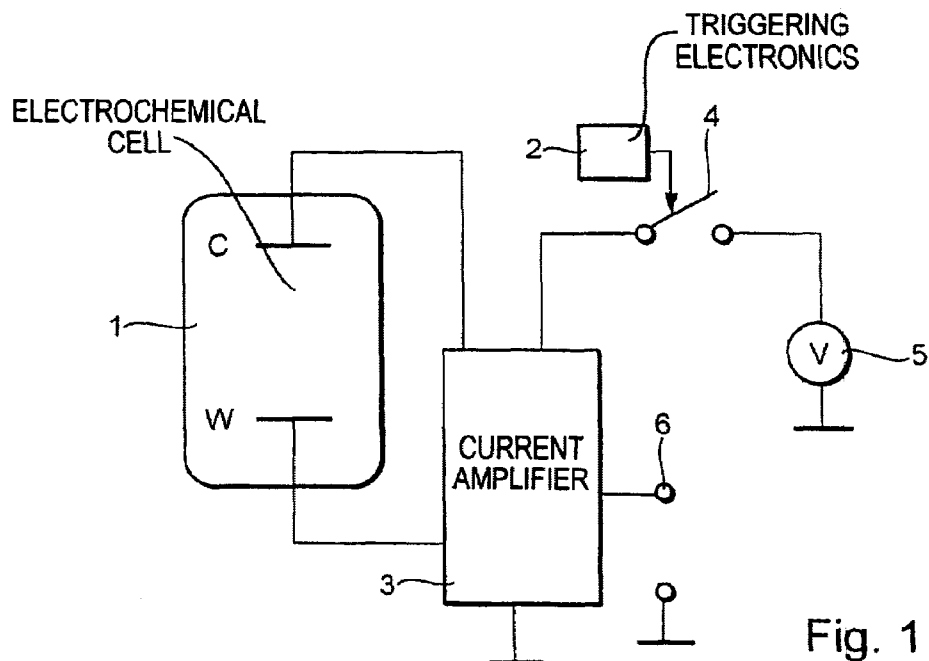 TRIGGERING
ELECTRONICS
ELECTROCHEMICAL
CELL
2
4
C
1
V
5
W
CURRENT
AMPLIFIER
6
3
Fig. 1